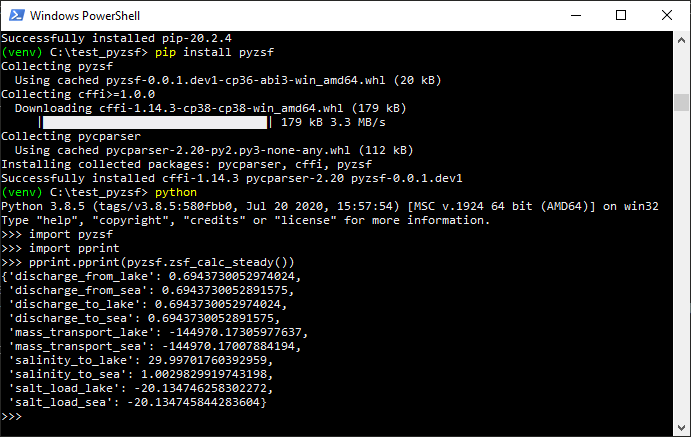 Windows PowerShell
Successfully installed pip-20.2.4
(venv) C:\test_pyzsf> pip install pyzsf
Collecting pyzsf
  Using cached pyzsf-0.0.1.dev1-cp36-abi3-win_amd64.whl (20 kB)
Collecting cffi>=1.0.0
  Downloading cffi-1.14.3-cp38-cp38-win_amd64.whl (179 kB)
     |████████████████████████████████| 179 kB 3.3 MB/s
Collecting pycparser
  Using cached pycparser-2.20-py2.py3-none-any.whl (112 kB)
Installing collected packages: pycparser, cffi, pyzsf
Successfully installed cffi-1.14.3 pycparser-2.20 pyzsf-0.0.1.dev1
(venv) C:\test_pyzsf> python
Python 3.8.5 (tags/v3.8.5:580fbb0, Jul 20 2020, 15:57:54) [MSC v.1924 64 bit (AMD64)] on win32
Type "help", "copyright", "credits" or "license" for more information.
>>> import pyzsf
>>> import pprint
>>> pprint.pprint(pyzsf.zsf_calc_steady())
{'discharge_from_lake': 0.6943730052974024,
 'discharge_from_sea': 0.6943730052891575,
 'discharge_to_lake': 0.6943730052974024,
 'discharge_to_sea': 0.6943730052891575,
 'mass_transport_lake': -144970.17305977637,
 'mass_transport_sea': -144970.17007884194,
 'salinity_to_lake': 29.99701760392959,
 'salinity_to_sea': 1.0029829919743198,
 'salt_load_lake': -20.134746258302272,
 'salt_load_sea': -20.134745844283604}
>>>